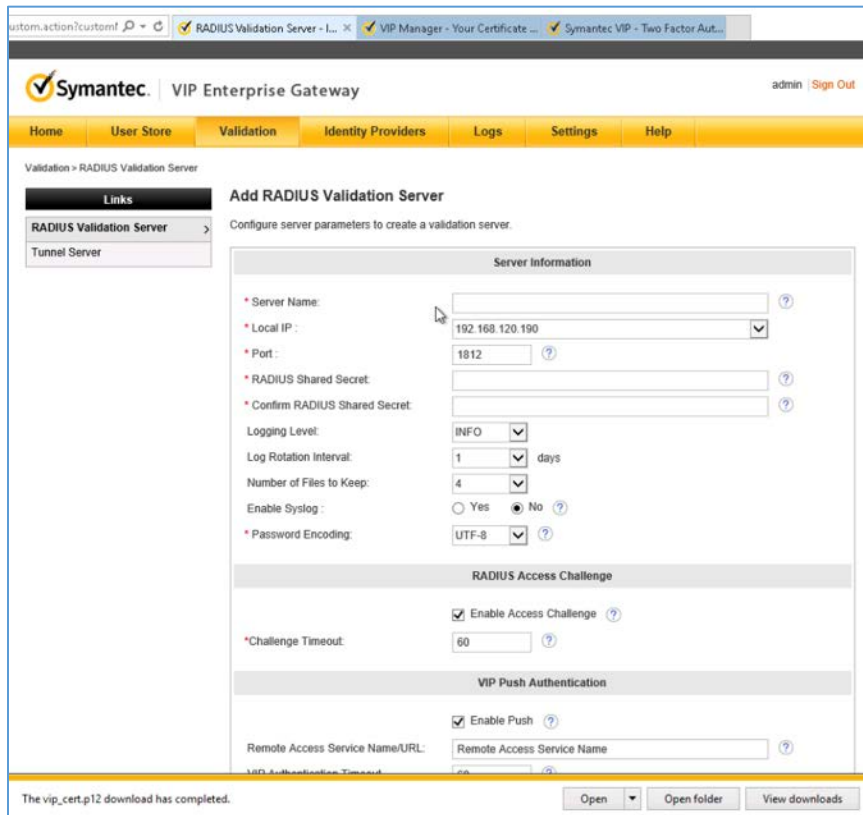 ustom.action?customf
RADIUS Validation Server - I...
VIP Manager - Your Certificate ...
Symantec VIP - Two Factor Aut...
Symantec. VIP Enterprise Gateway
admin Sign Out
Home User Store Validation Identity Providers Logs Settings Help
Validation > RADIUS Validation Server
Links
RADIUS Validation Server >
Tunnel Server
Add RADIUS Validation Server
Configure server parameters to create a validation server.
Server Information
* Server Name: ?
* Local IP : 192.168.120.190
* Port : 1812 ?
* RADIUS Shared Secret: ?
* Confirm RADIUS Shared Secret: ?
Logging Level: INFO
Log Rotation Interval: 1 days
Number of Files to Keep: 4
Enable Syslog : Yes No ?
* Password Encoding: UTF-8 ?
RADIUS Access Challenge
Enable Access Challenge ?
*Challenge Timeout: 60 ?
VIP Push Authentication
Enable Push ?
Remote Access Service Name/URL: Remote Access Service Name ?
VIP Authentication Timeout 60 ?
The vip_cert.p12 download has completed.
Open Open folder View downloads